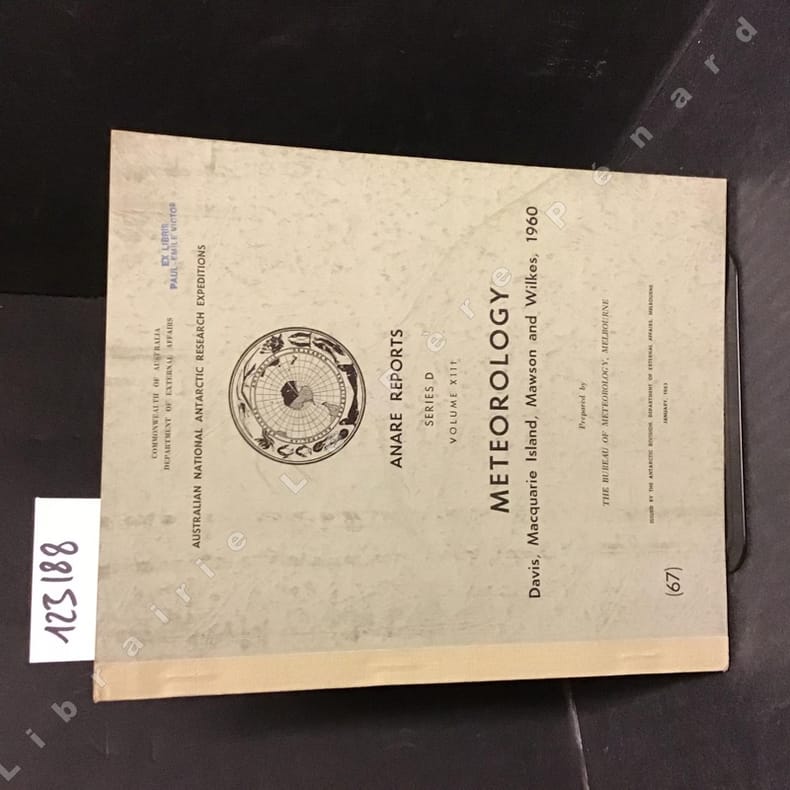 COMMONWEALTH OF AUSTRALIA
DEPARTMENT OF EXTERNAL AFFAIRS
EX LIBRIS
PAUL-EMILE VICTOR
AUSTRALIAN NATIONAL ANTARCTIC RESEARCH EXPEDITIONS
ANARE REPORTS
SERIES D
VOLUME XIII
METEOROLOGY
Davis, Macquarie Island, Mawson and Wilkes, 1960
Prepared by
THE BUREAU OF METEOROLOGY, MELBOURNE
ISSUED BY THE ANTARCTIC DIVISION, DEPARTMENT OF EXTERNAL AFFAIRS, MELBOURNE
JANUARY, 1963
(67)
123188
Librairie Le Père Pénard